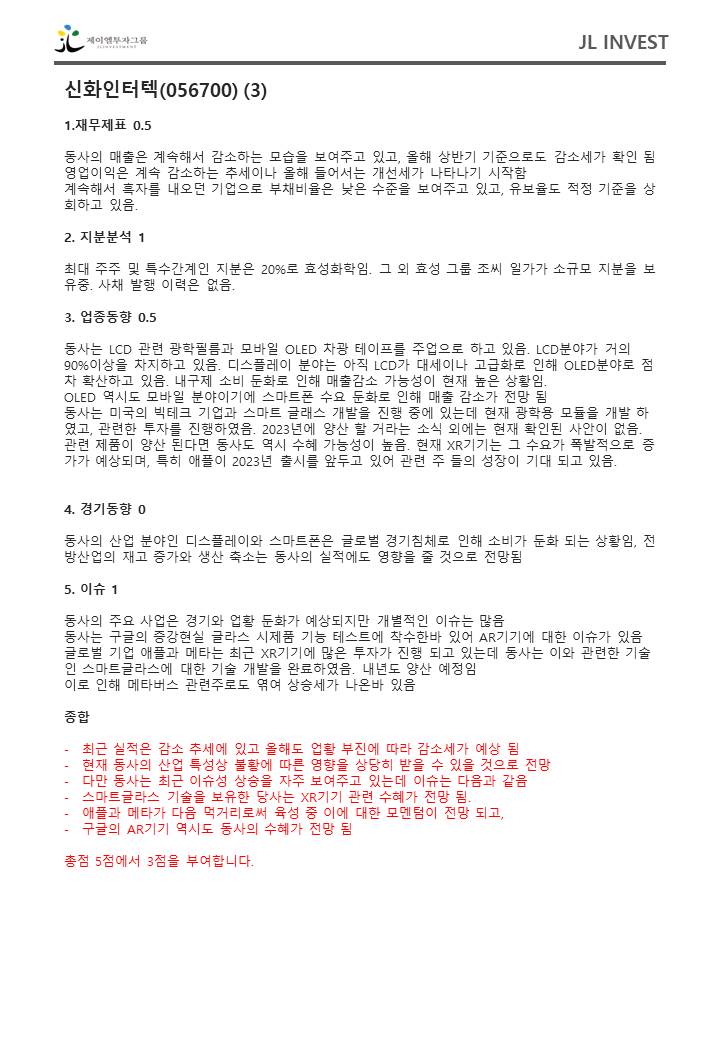 제이엘투자그룹
JLINVESTMENT
JL INVEST
신화인터텍(056700) (3)
1.재무제표 0.5
동사의 매출은 계속해서 감소하는 모습을 보여주고 있고, 올해 상반기 기준으로도 감소세가 확인 됨
영업이익은 계속 감소하는 추세이나 올해 들어서는 개선세가 나타나기 시작함
계속해서 흑자를 내오던 기업으로 부채비율은 낮은 수준을 보여주고 있고, 유보율도 적정 기준을 상
회하고 있음.
2. 지분분석 1
최대 주주 및 특수간계인 지분은 20%로 효성화학임. 그 외 효성 그룹 조씨 일가가 소규모 지분을 보
유중. 사채 발행 이력은 없음.
3. 업종동향 0.5
동사는 LCD 관련 광학필름과 모바일 OLED 차광 테이프를 주업으로 하고 있음. LCD분야가 거의
90%이상을 차지하고 있음. 디스플레이 분야는 아직 LCD가 대세이나 고급화로 인해 OLED분야로 점
차 확산하고 있음. 내구제 소비 둔화로 인해 매출감소 가능성이 현재 높은 상황임.
OLED 역시도 모바일 분야이기에 스마트폰 수요 둔화로 인해 매출 감소가 전망 됨
동사는 미국의 빅테크 기업과 스마트 글래스 개발을 진행 중에 있는데 현재 광학용 모듈을 개발 하
였고, 관련한 투자를 진행하였음. 2023년에 양산 할 거라는 소식 외에는 현재 확인된 사안이 없음.
관련 제품이 양산 된다면 동사도 역시 수혜 가능성이 높음. 현재 XR기기는 그 수요가 폭발적으로 증
가가 예상되며, 특히 애플이 2023년 출시를 앞두고 있어 관련 주 들의 성장이 기대 되고 있음.
4. 경기동향 0
동사의 산업 분야인 디스플레이와 스마트폰은 글로벌 경기침체로 인해 소비가 둔화 되는 상황임, 전
방산업의 재고 증가와 생산 축소는 동사의 실적에도 영향을 줄 것으로 전망됨
5. 이슈 1
동사의 주요 사업은 경기와 업황 둔화가 예상되지만 개별적인 이슈는 많음
동사는 구글의 증강현실 글라스 시제품 기능 테스트에 착수한바 있어 AR기기에 대한 이슈가 있음
글로벌 기업 애플과 메타는 최근 XR기기에 많은 투자가 진행 되고 있는데 동사는 이와 관련한 기술
인 스마트글라스에 대한 기술 개발을 완료하였음. 내년도 양산 예정임
이로 인해 메타버스 관련주로도 엮여 상승세가 나온바 있음
종합
- 최근 실적은 감소 추세에 있고 올해도 업황 부진에 따라 감소세가 예상 됨
- 현재 동사의 산업 특성상 불황에 따른 영향을 상당히 받을 수 있을 것으로 전망
- 다만 동사는 최근 이슈성 상승을 자주 보여주고 있는데 이슈는 다음과 같음
- 스마트글라스 기술을 보유한 당사는 XR기기 관련 수혜가 전망 됨.
- 애플과 메타가 다음 먹거리로써 육성 중 이에 대한 모멘텀이 전망 되고,
- 구글의 AR기기 역시도 동사의 수혜가 전망 됨
총점 5점에서 3점을 부여합니다.